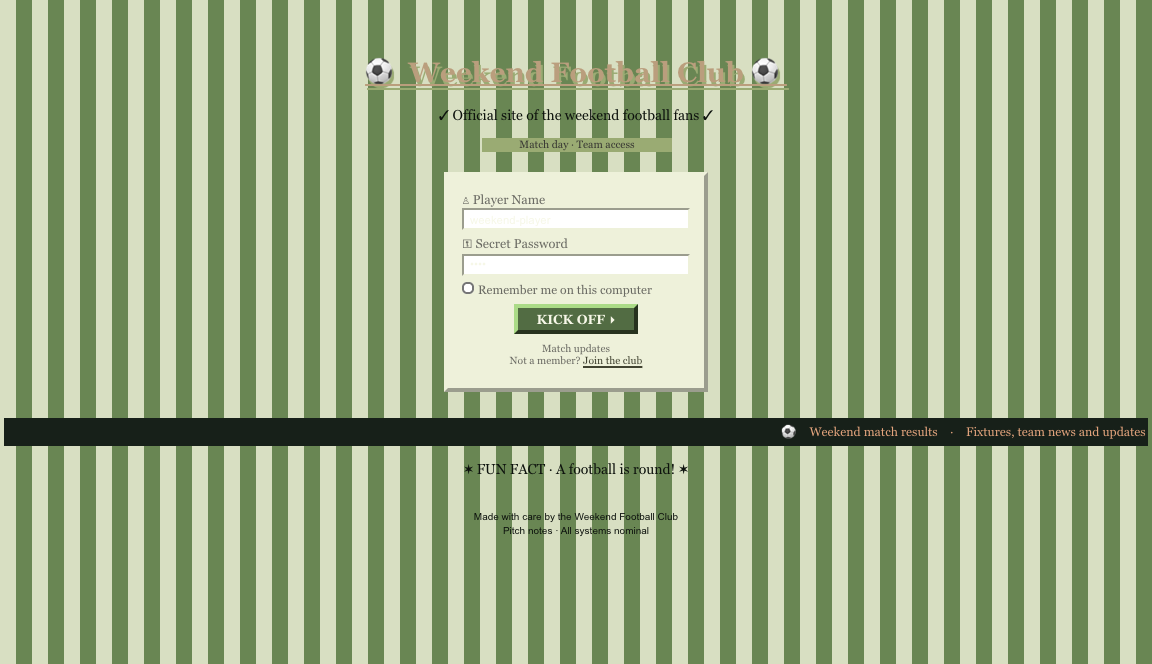 ⚽ Weekend Football Club ⚽
✓ Official site of the weekend football fans ✓
Match day · Team access
♙ Player Name
weekend-player
⚿ Secret Password
Remember me on this computer
KICK OFF ▸
Match updates
Not a member? Join the club
⚽ Weekend match results · Fixtures, team news and updates
✶ FUN FACT · A football is round! ✶
Made with care by the Weekend Football Club
Pitch notes · All systems nominal